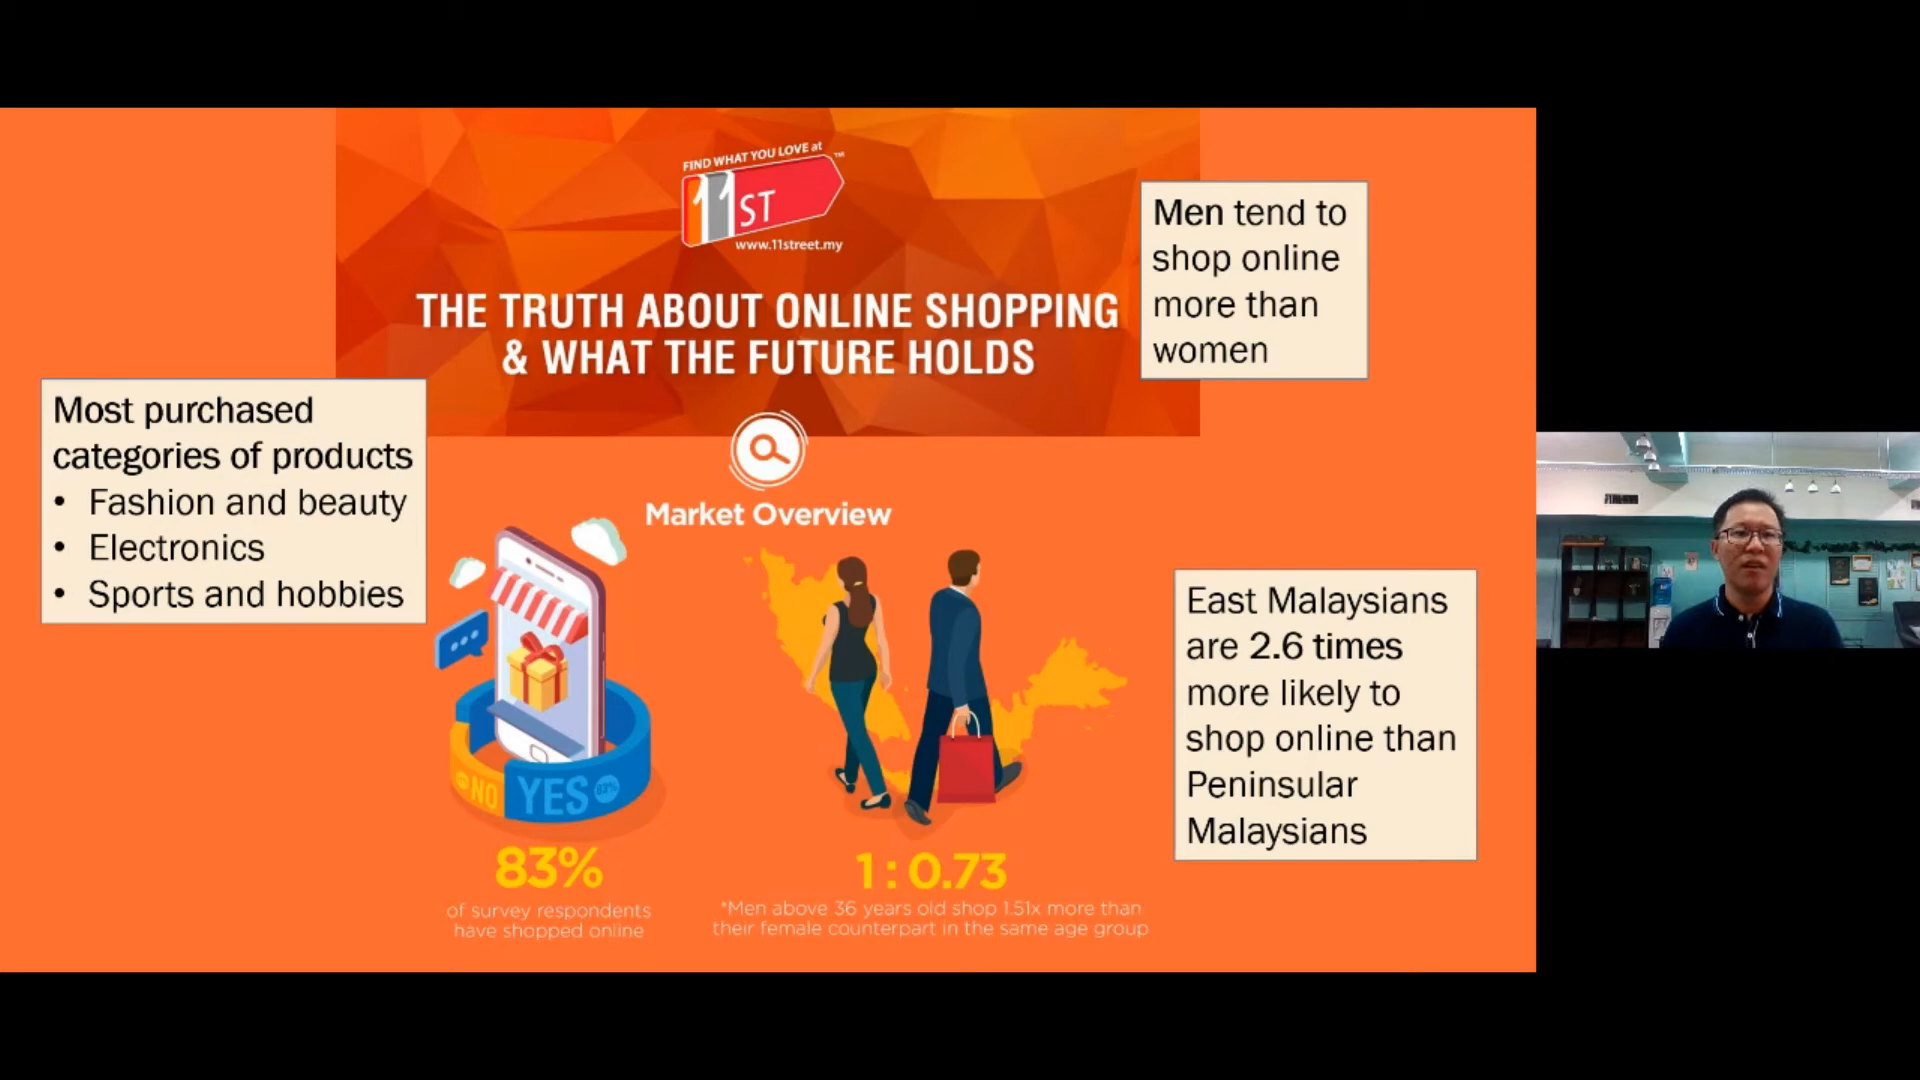 FIND WHAT YOU LOVE at
11ST
™
www.11street.my
THE TRUTH ABOUT ONLINE SHOPPING
& WHAT THE FUTURE HOLDS
Men tend to
shop online
more than
women
Most purchased
categories of products
• Fashion and beauty
• Electronics
• Sports and hobbies
Market Overview
East Malaysians
are 2.6 times
more likely to
shop online than
Peninsular
Malaysians
NO YES 83%
83%
of survey respondents
have shopped online
1 : 0.73
*Men above 36 years old shop 1.51x more than
their female counterpart in the same age group